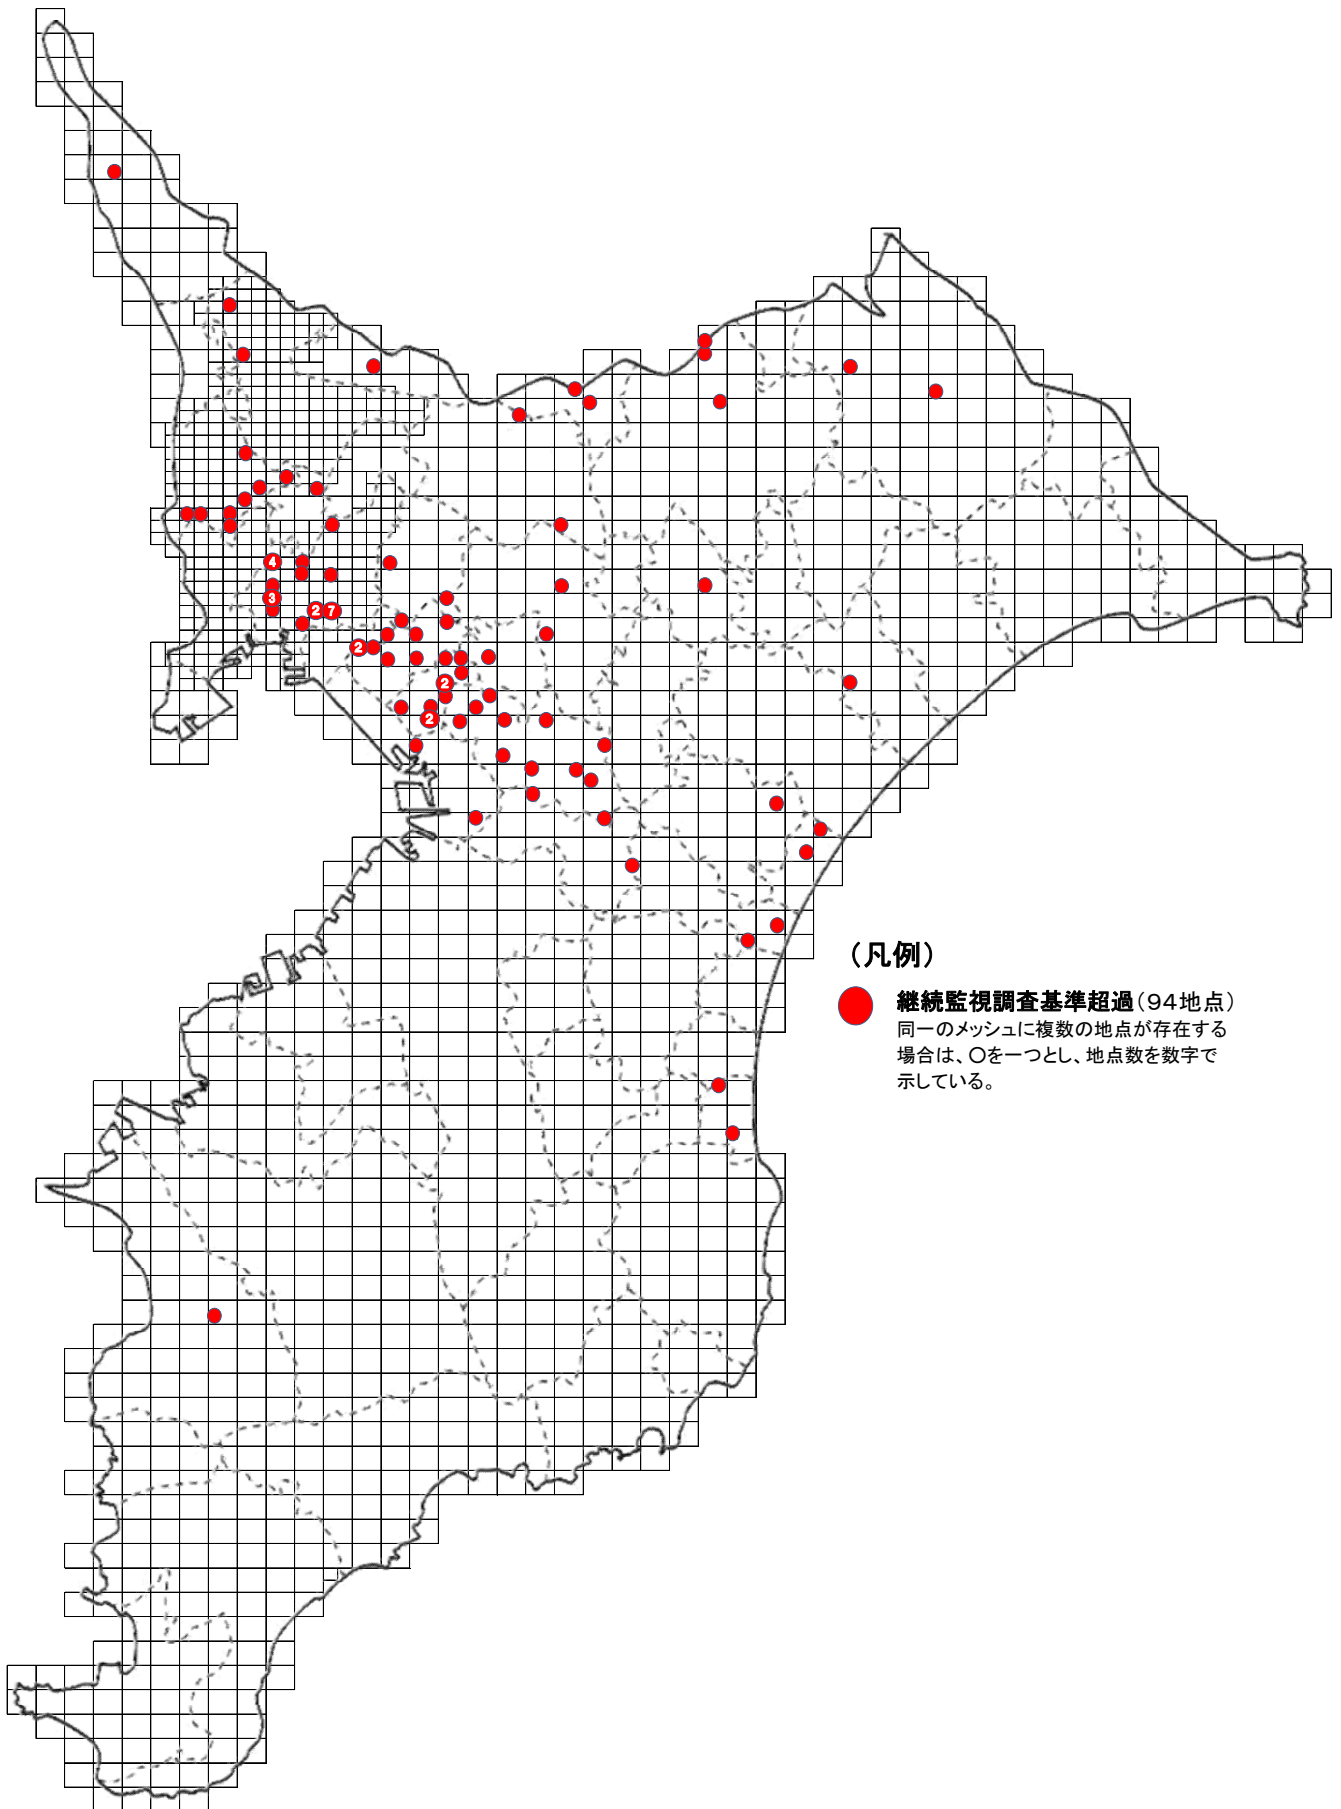 4
3
2 7
2
2
2
（凡例）
継続監視調査基準超過（94地点）
同一のメッシュに複数の地点が存在する
場合は、〇を一つとし、地点数を数字で
示している。